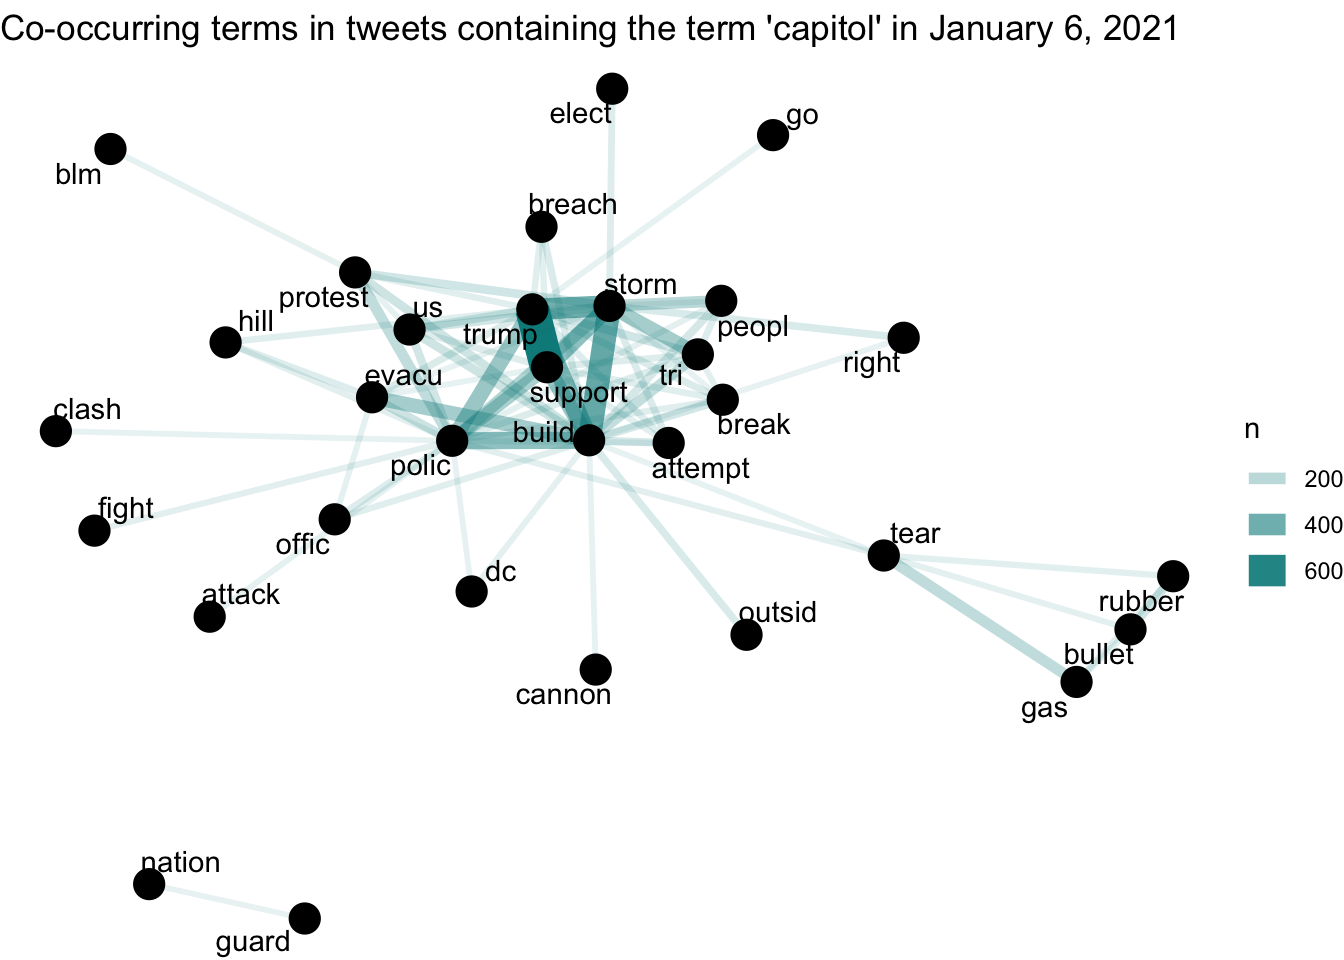 Co-occurring terms in tweets containing the term 'capitol' in January 6, 2021
elect
go
blm
breach
storm
protest
us
hill
trump
peopl
right
tri
evacu
support
clash
break
build
polic
attempt
n
200
400
600
fight
offic
tear
dc
attack
rubber
outsid
bullet
cannon
gas
nation
guard